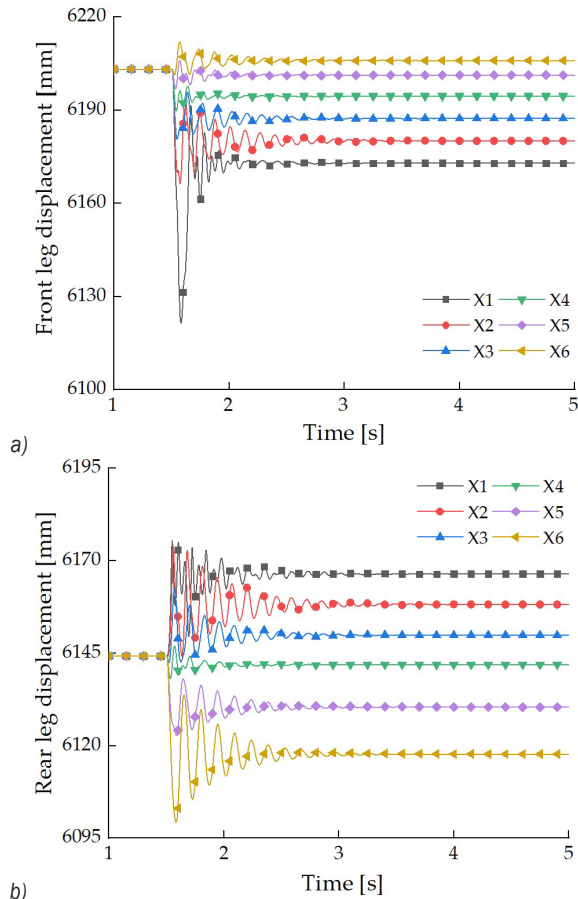 6220
6190
6160
6130
6100
Front leg displacement [mm]
X1 X4
X2 X5
X3 X6
1 2 3 4 5
Time [s]
a)
6195
6170
6145
6120
6095
Rear leg displacement [mm]
X1 X4
X2 X5
X3 X6
1 2 3 4 5
Time [s]
b)